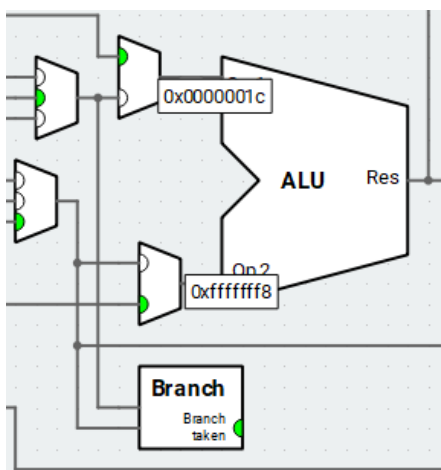 0x0000001c
ALU
Res
Op 2
0xfffffff8
Branch
Branch
taken